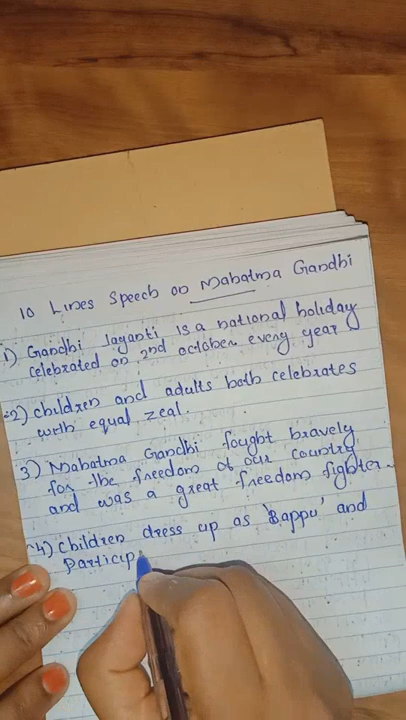 10 Lines Speech on Mahatma Gandhi
1) Gandhi Jayanti is a national holiday
celebrated on 2nd october every year
2) children and adults both celebrates
with equal zeal.
3) Mahatma Gandhi fought bravely
for the freedom of our country
and was a great freedom fighter.
4) Children dress up as 'Bappu' and
Particip